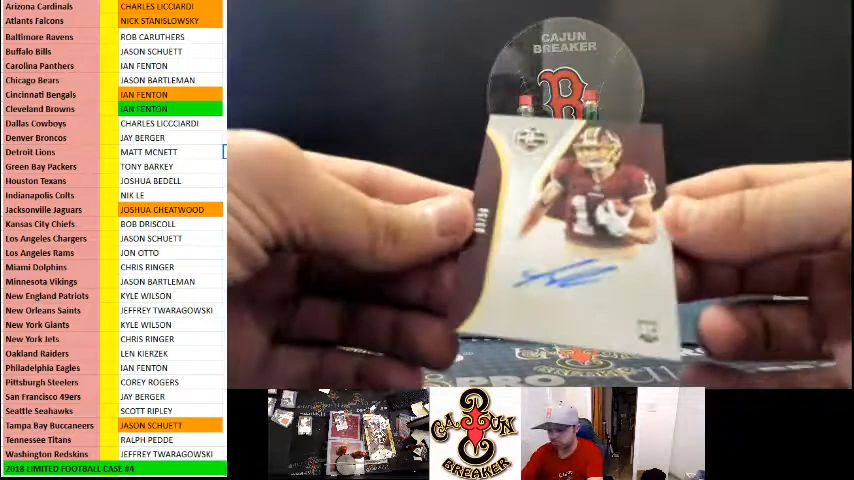 Arizona Cardinals CHARLES LICCIARDI
Atlants Falcons NICK STANISLOWSKY
Baltimore Ravens ROB CARUTHERS
Buffalo Bills JASON SCHUETT
Carolina Panthers IAN FENTON
Chicago Bears JASON BARTLEMAN
Cincinnati Bengals IAN FENTON
Cleveland Browns IAN FENTON
Dallas Cowboys CHARLES LICCCIARDI
Denver Broncos JAY BERGER
Detroit Lions MATT MCNETT
Green Bay Packers TONY BARKEY
Houston Texans JOSHUA BEDELL
Indianapolis Colts NIK LE
Jacksonville Jaguars JOSHUA CHEATWOOD
Kansas City Chiefs BOB DRISCOLL
Los Angeles Chargers JASON SCHUETT
Los Angeles Rams JON OTTO
Miami Dolphins CHRIS RINGER
Minnesota Vikings JASON BARTLEMAN
New England Patriots KYLE WILSON
New Orleans Saints JEFFREY TWARAGOWSKI
New York Giants KYLE WILSON
New York Jets CHRIS RINGER
Oakland Raiders LEN KIERZEK
Philadelphia Eagles IAN FENTON
Pittsburgh Steelers COREY ROGERS
San Francisco 49ers JAY BERGER
Seattle Seahawks SCOTT RIPLEY
Tampa Bay Buccaneers JASON SCHUETT
Tennessee Titans RALPH PEDDE
Washington Redskins JEFFREY TWARAGOWSKI
2018 LIMITED FOOTBALL CASE #4
CAJUN
BREAKER
B
CAJUN
BREAKER